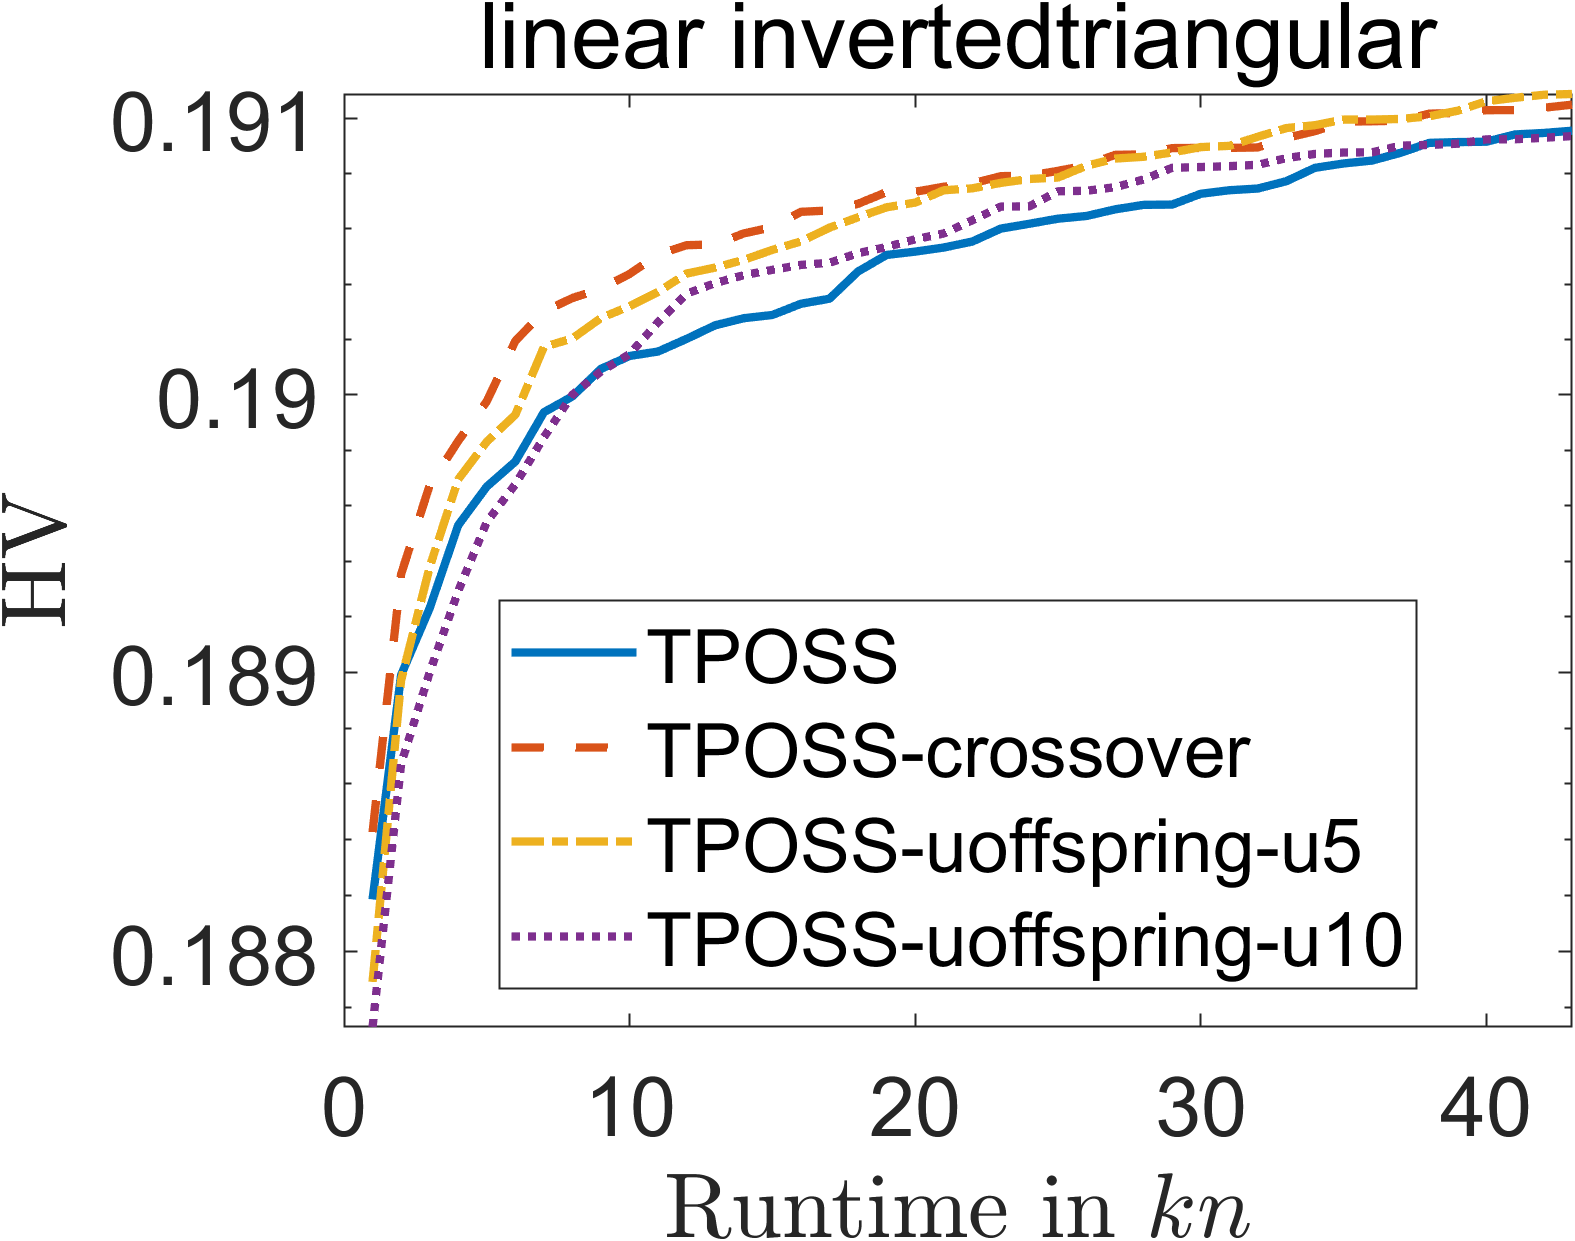 linear invertedtriangular
0.191
0.19
0.189
0.188
HV
TPOSS
TPOSS-crossover
TPOSS-uoffspring-u5
TPOSS-uoffspring-u10
0 10 20 30 40
Runtime in kn